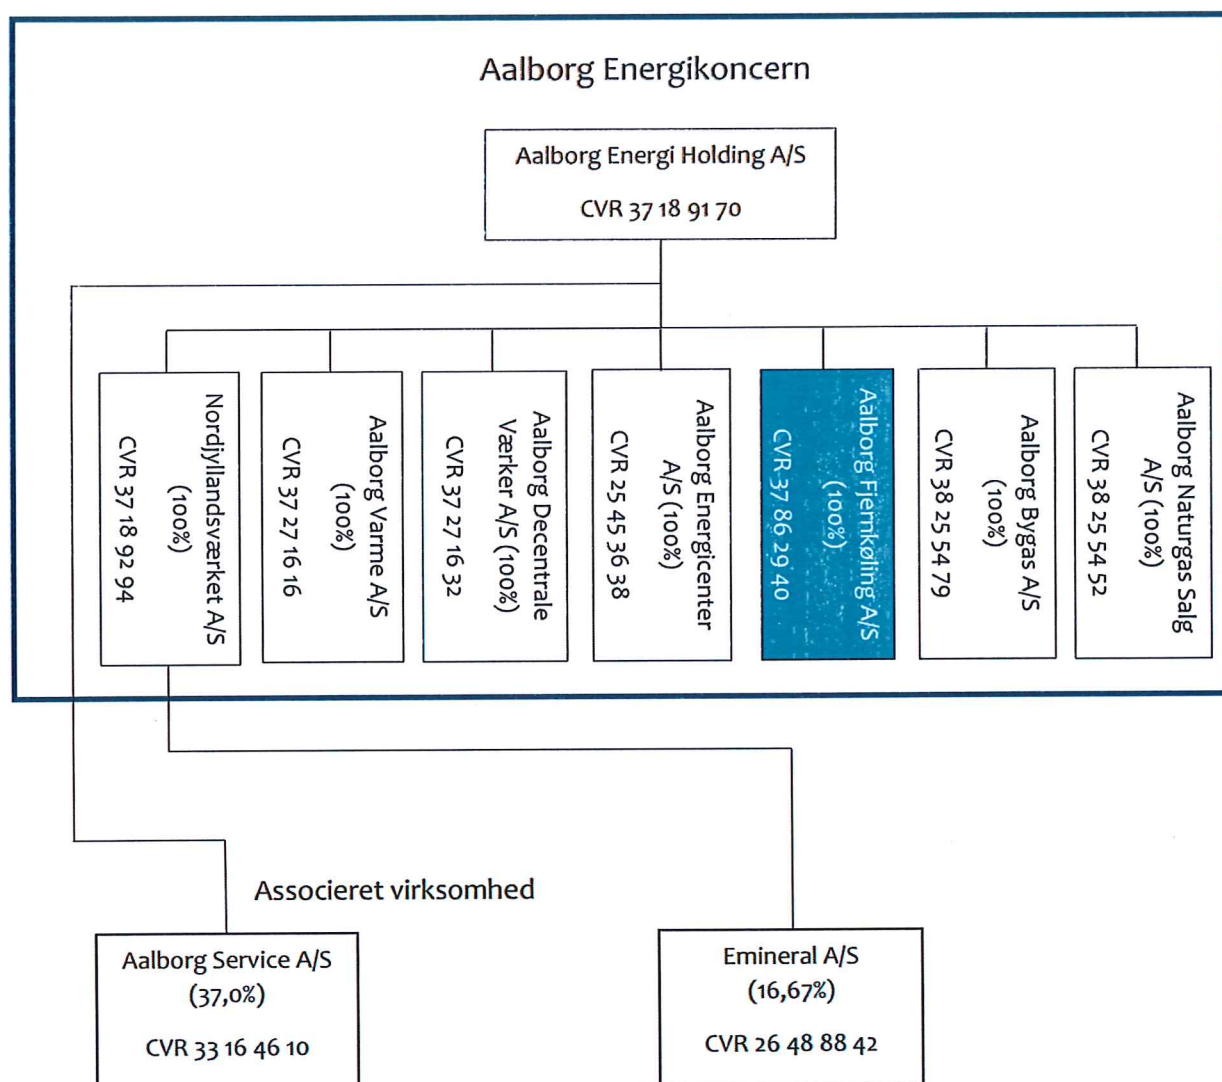 Aalborg Energikoncern
Aalborg Energi Holding A/S
CVR 37 18 91 70
Nordjyllandsværket A/S
(100%)
CVR 37 18 92 94
Aalborg Varme A/S
(100%)
CVR 37 27 16 16
Aalborg Decentrale
Værker A/S (100%)
CVR 37 27 16 32
Aalborg Energicenter
A/S (100%)
CVR 25 45 36 38
Aalborg Fjernkøling A/S
(100%)
CVR 37 86 29 40
Aalborg Bygas A/S
(100%)
CVR 38 25 54 79
Aalborg Naturgas Salg
A/S (100%)
CVR 38 25 54 52
Associeret virksomhed
Aalborg Service A/S
(37,0%)
CVR 33 16 46 10
Emineral A/S
(16,67%)
CVR 26 48 88 42